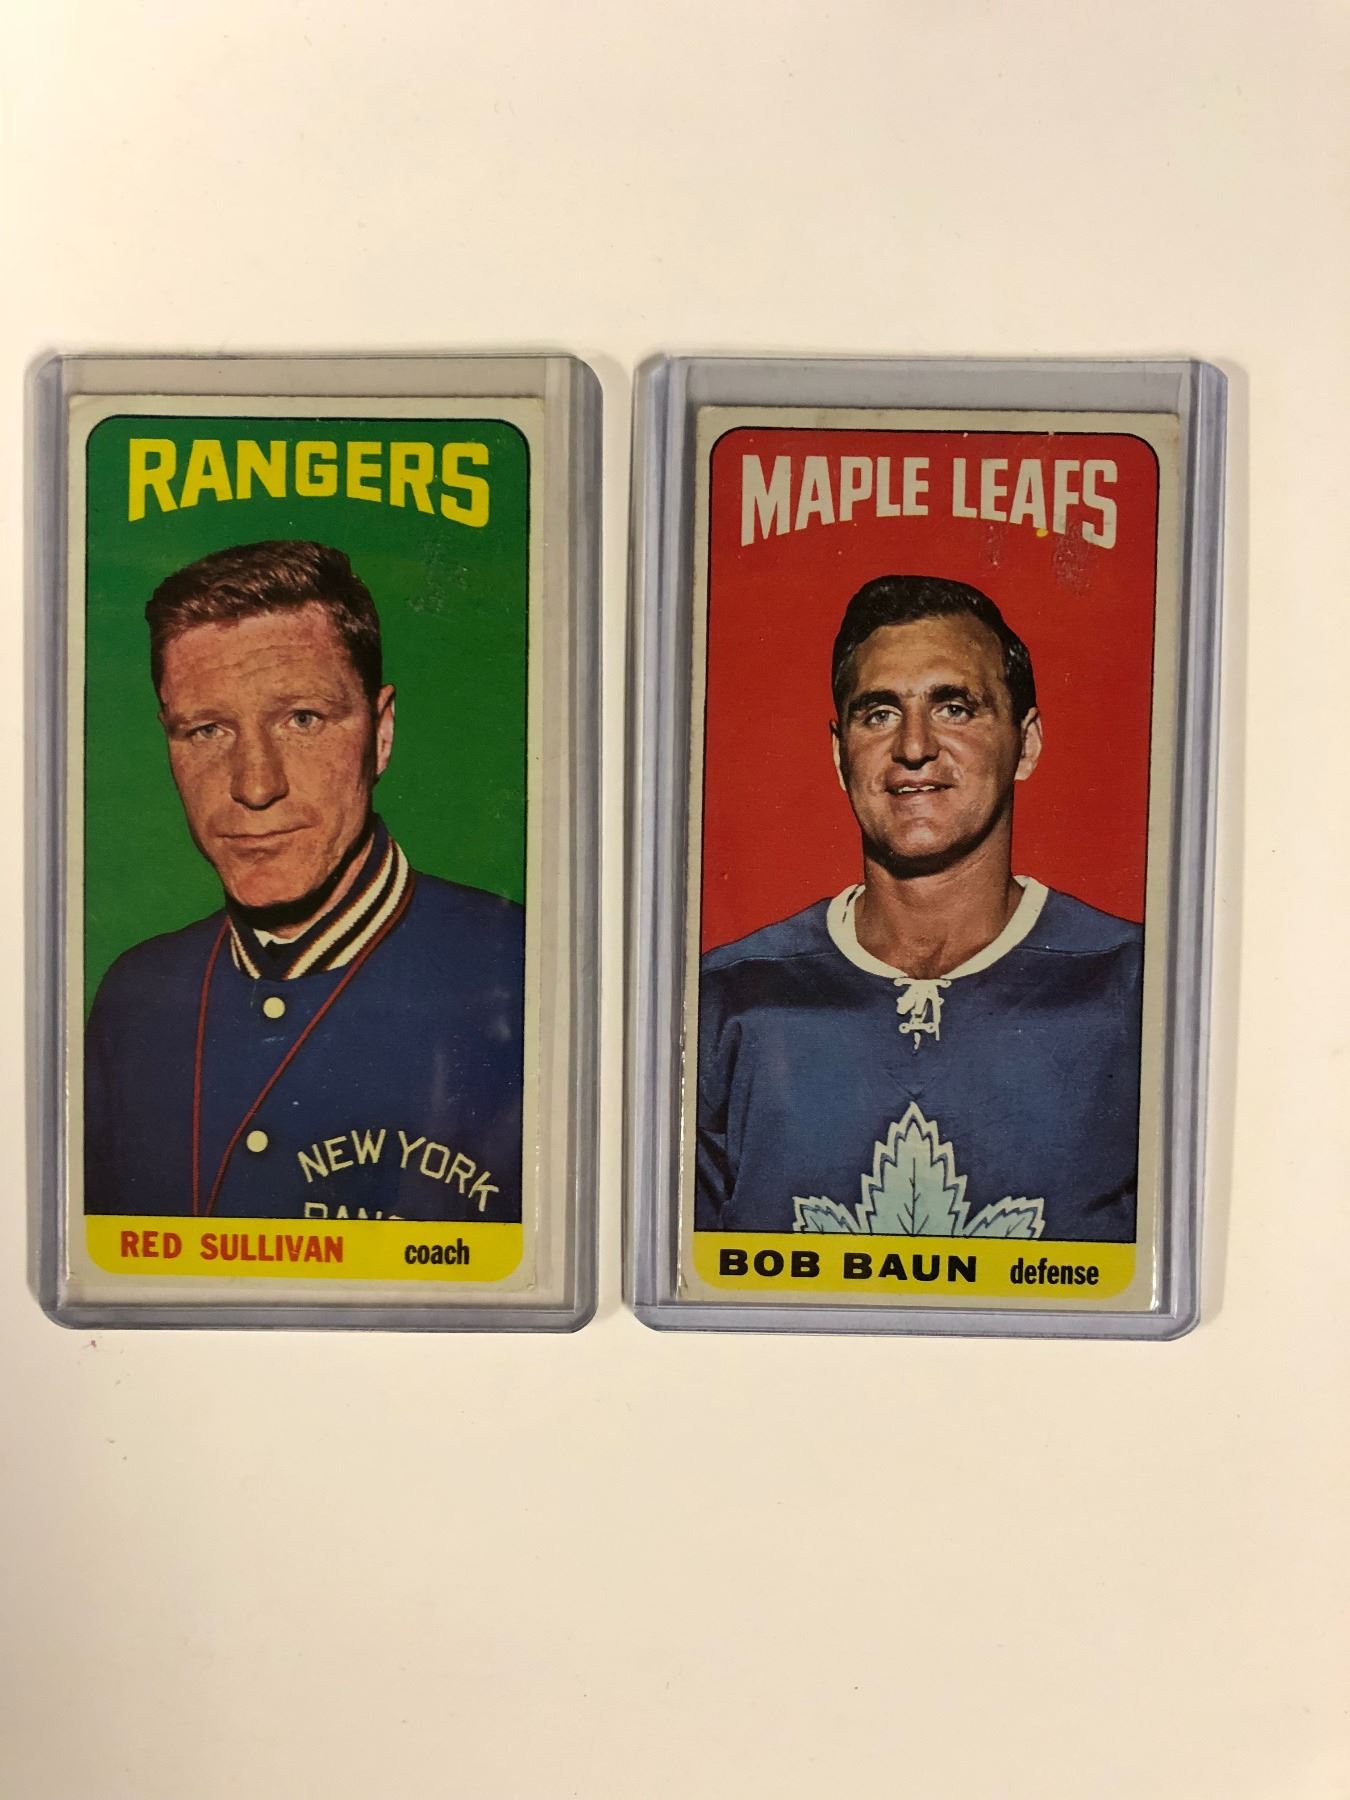 RANGERS
NEW YORK
RED SULLIVAN coach
MAPLE LEAFS
BOB BAUN defense